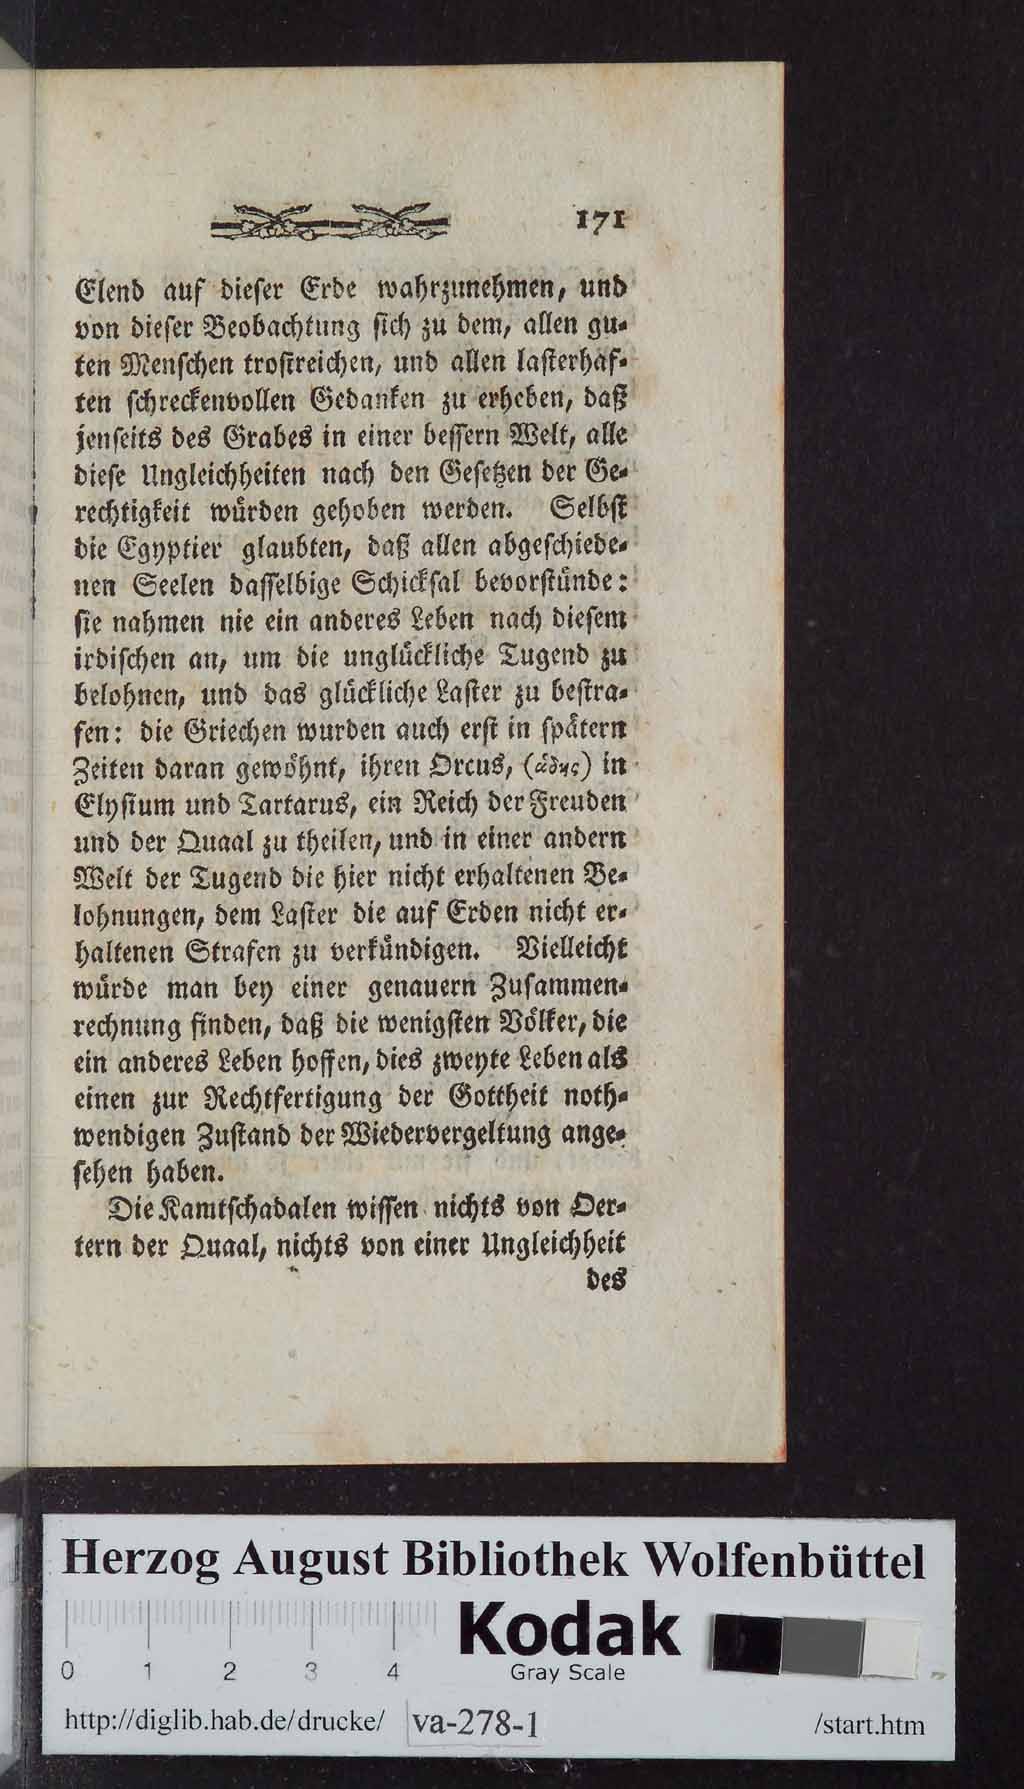 171
Elend auf dieser Erde wahrzunehmen, und
von dieser Beobachtung sich zu dem, allen gu-
ten Menschen trostreichen, und allen lasterhaf-
ten schreckenvollen Gedanken zu erheben, daß
jenseits des Grabes in einer bessern Welt, alle
diese Ungleichheiten nach den Gesetzen der Ge-
rechtigkeit würden gehoben werden. Selbst
die Egyptier glaubten, daß allen abgeschiede-
nen Seelen dasselbige Schicksal bevorstünde:
sie nahmen nie ein anderes Leben nach diesem
irdischen an, um die unglückliche Tugend zu
belohnen, und das glückliche Laster zu bestra-
fen: die Griechen wurden auch erst in spätern
Zeiten daran gewöhnt, ihren Orcus, (ἁδης) in
Elysium und Tartarus, ein Reich der Freuden
und der Quaal zu theilen, und in einer andern
Welt der Tugend die hier nicht erhaltenen Be-
lohnungen, dem Laster die auf Erden nicht er-
haltenen Strafen zu verkündigen. Vielleicht
würde man bey einer genauern Zusammen-
rechnung finden, daß die wenigsten Völker, die
ein anderes Leben hoffen, dies zweyte Leben als
einen zur Rechtfertigung der Gottheit noth-
wendigen Zustand der Wiedervergeltung ange-
sehen haben.
Die Kamtschadalen wissen nichts von Oer-
tern der Quaal, nichts von einer Ungleichheit
des
Herzog August Bibliothek Wolfenbüttel
Kodak
0 1 2 3 4 Gray Scale
http://diglib.hab.de/drucke/ va-278-1 /start.htm